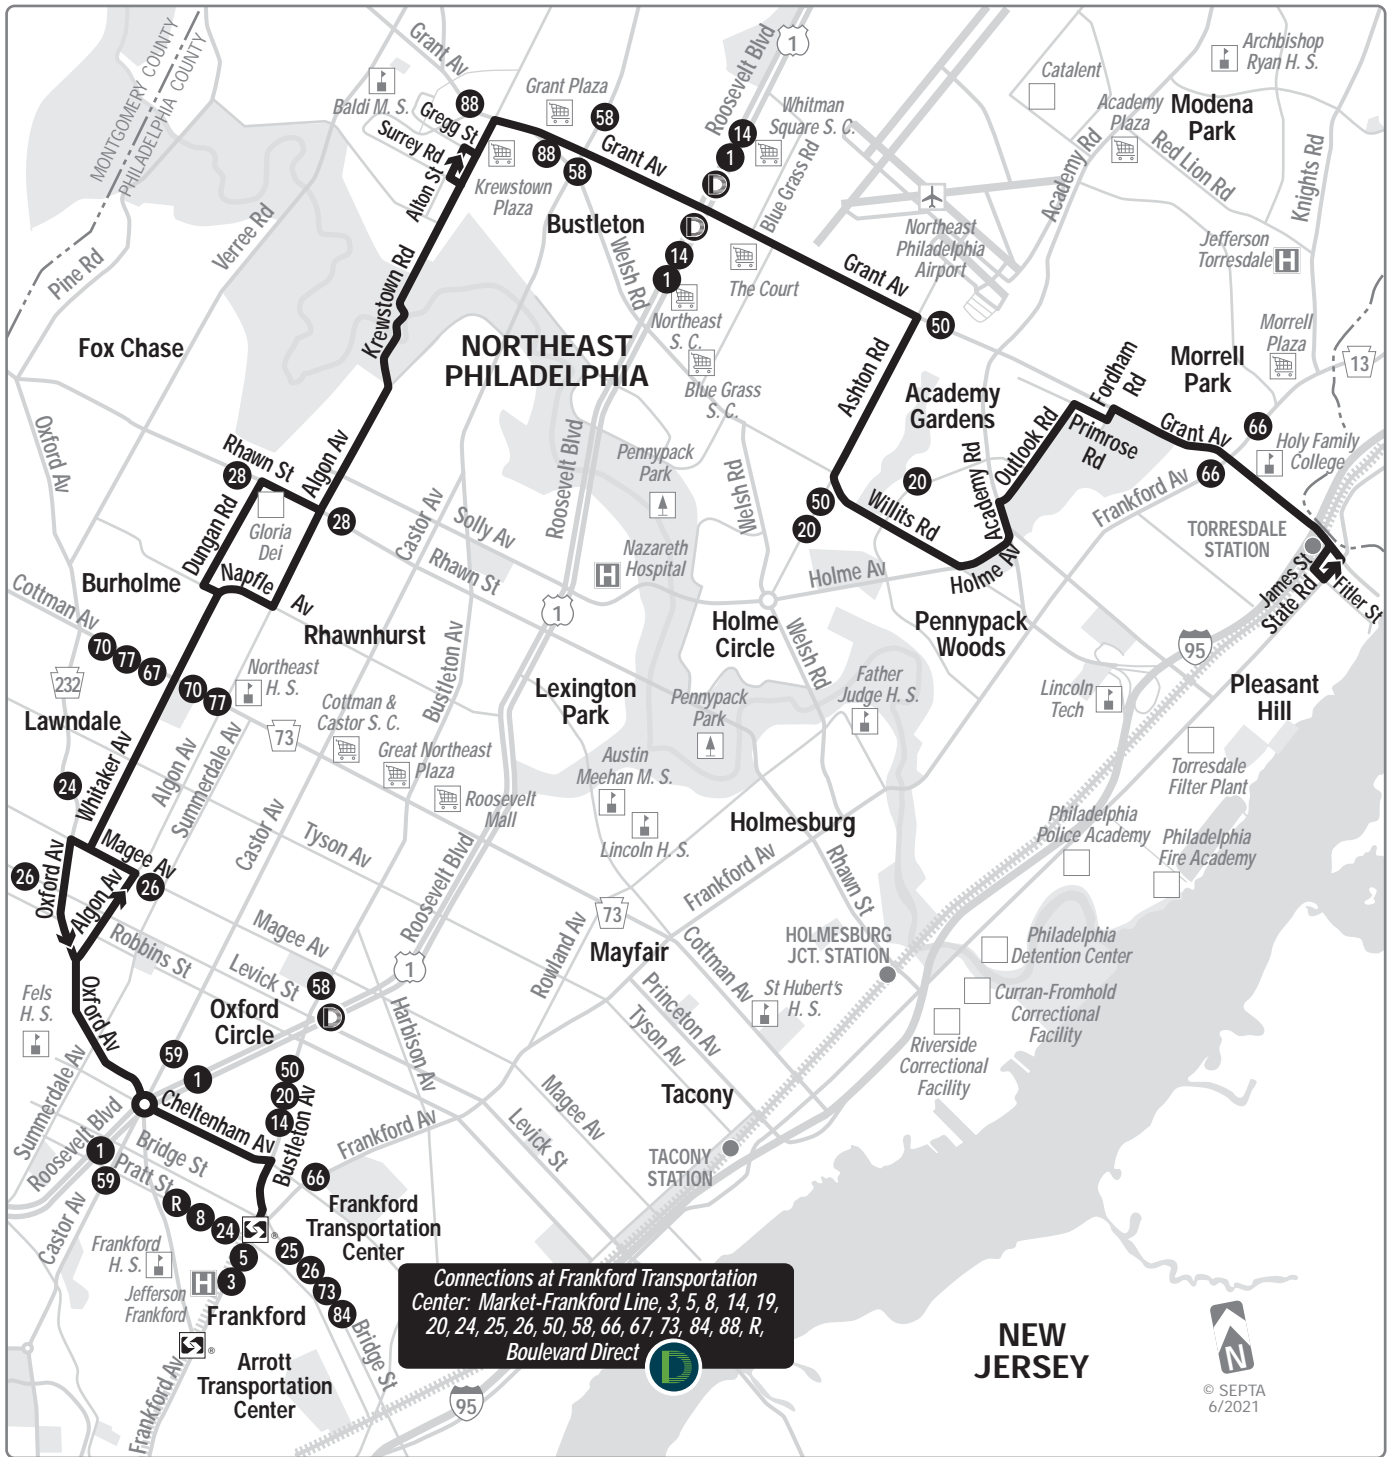 MONTGOMERY COUNTY
PHILADELPHIA COUNTY
Grant Av
Baldi M. S.
88
Gregg St
Surrey Rd
Alton St
Grant Plaza
58
Krewstown
Plaza
88
58
Grant Av
Bustleton
Roosevelt Blvd
1
Whitman
Square S. C.
14
1
D
D
14
1
Blue Grass Rd
The Court
Northeast
S. C.
Blue Grass
S. C.
Welsh Rd
Catalent
Archbishop
Ryan H. S.
Academy
Plaza
Modena
Park
Red Lion Rd
Academy Rd
Knights Rd
Northeast
Philadelphia
Airport
Jefferson
Torresdale
H
Morrell
Plaza
13
Pine Rd
Verree Rd
Fox Chase
Krewstown Rd
NORTHEAST
PHILADELPHIA
Grant Av
50
Ashton Rd
Academy
Gardens
Fordham
Rd
Morrell
Park
Outlook Rd
Primrose
Rd
Grant Av
66
Holy Family
College
66
Frankford Av
Academy Rd
20
Willits Rd
50
20
Holme Av
Holme Av
TORRESDALE
STATION
James St
State Rd
Fitler St
Oxford Av
Rhawn St
28
Algon Av
Dungan Rd
Gloria
Dei
28
Napfle
Av
Burholme
Cottman Av
70
77
67
70
77
232
Rhawnhurst
Northeast
H. S.
Castor Av
Solly Av
Rhawn St
Roosevelt Blvd
Pennypack
Park
Welsh Rd
Nazareth
Hospital
H
1
Holme
Circle
Welsh Rd
Pennypack
Woods
95
Lincoln
Tech
Pleasant
Hill
Torresdale
Filter Plant
Father
Judge H. S.
Pennypack
Park
Lexington
Park
Bustleton Av
Cottman &
Castor S. C.
73
Great Northeast
Plaza
Roosevelt
Mall
Austin
Meehan M. S.
Lincoln H. S.
Holmesburg
Philadelphia
Police Academy
Philadelphia
Fire Academy
Lawndale
Whitaker Av
Algon Av
Summerdale Av
24
Castor Av
Tyson Av
Magee Av
26
Oxford Av
26
Algon Av
Robbins St
Magee Av
Levick St
Roosevelt Blvd
1
Frankford Av
Rhawn St
73
Rowland Av
Mayfair
Cottman Av
Princeton Av
Tyson Av
St Hubert's
H. S.
HOLMESBURG
JCT. STATION
Philadelphia
Detention Center
Curran-Fromhold
Correctional
Facility
Riverside
Correctional
Facility
Fels
H. S.
Oxford Av
Oxford
Circle
58
D
Harbison Av
59
1
50
20
14
Cheltenham Av
Bustleton Av
Frankford Av
Summerdale Av
Roosevelt Blvd
1
59
Bridge St
Pratt St
R
8
24
66
Tacony
Magee Av
Levick St
TACONY
STATION
Frankford
Transportation
Center
®
Castor Av
Frankford
H. S.
Jefferson
Frankford
H
5
3
25
26
73
84
Bridge St
Frankford
®
Arrott
Transportation
Center
Frankford Av
Connections at Frankford Transportation
Center: Market-Frankford Line, 3, 5, 8, 14, 19,
20, 24, 25, 26, 50, 58, 66, 67, 73, 84, 88, R,
Boulevard Direct
D
95
NEW
JERSEY
N
© SEPTA
6/2021